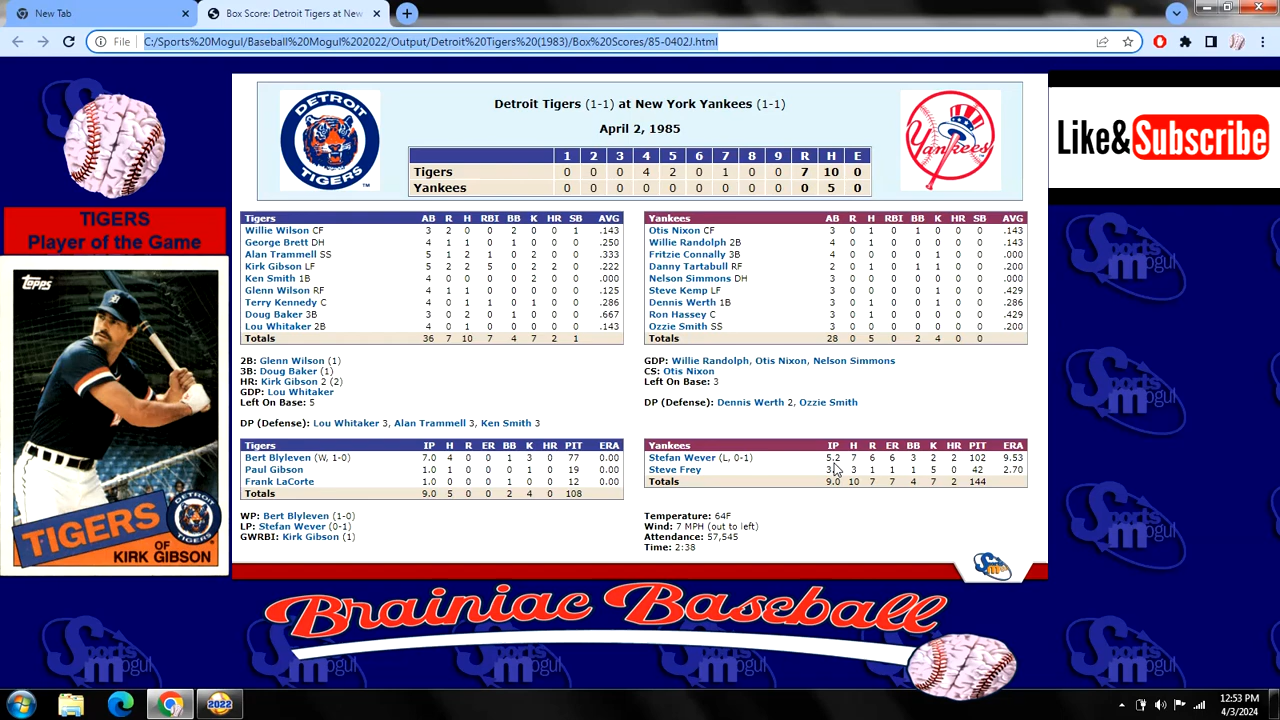 New Tab
Box Score: Detroit Tigers at New
File
C:/Sports%20Mogul/Baseball%20Mogul%202022/Output/Detroit%20Tigers%20(1983)/Box%20Scores/85-0402J.html
DETROIT
TIGERS
Detroit Tigers (1-1) at New York Yankees (1-1)
April 2, 1985
Yankees
1 2 3 4 5 6 7 8 9 R H E
Tigers 0 0 0 4 2 0 1 0 0 7 10 0
Yankees 0 0 0 0 0 0 0 0 0 0 5 0
Like& Subscribe
TIGERS
Player of the Game
Topps
TIGERS
OF
KIRK GIBSON
Tigers AB R H RBI BB K HR SB AVG
Willie Wilson CF 3 2 0 0 2 0 0 1 .143
George Brett DH 4 1 1 0 1 0 0 0 .250
Alan Trammell SS 5 1 2 1 0 2 0 0 .333
Kirk Gibson LF 5 2 2 5 0 2 2 0 .222
Ken Smith 1B 4 0 0 0 0 1 0 0 .000
Glenn Wilson RF 4 1 1 0 0 1 0 0 .125
Terry Kennedy C 4 0 1 0 0 1 0 0 .286
Doug Baker 3B 3 0 2 0 1 0 0 0 .667
Lou Whitaker 2B 4 0 1 0 0 0 0 0 .143
Totals 36 7 10 7 4 7 2 1
2B: Glenn Wilson (1)
3B: Doug Baker (1)
HR: Kirk Gibson 2 (2)
GDP: Lou Whitaker
Left On Base: 5
DP (Defense): Lou Whitaker 3, Alan Trammell 3, Ken Smith 3
Yankees AB R H RBI BB K HR SB AVG
Otis Nixon CF 3 0 1 0 1 0 0 0 .143
Willie Randolph 2B 4 0 0 0 0 0 0 0 .143
Fritzie Connally 3B 4 0 0 0 0 1 0 0 .000
Danny Tartabull RF 2 0 1 0 1 1 0 0 .200
Nelson Simmons DH 3 0 0 0 0 0 0 0 .000
Steve Kemp LF 3 0 0 0 0 1 0 0 .429
Dennis Werth 1B 3 0 1 0 0 1 0 0 .286
Ron Hassey C 3 0 1 0 0 0 0 0 .429
Ozzie Smith SS 3 0 1 0 0 0 0 0 .200
Totals 28 0 5 0 2 4 0 0
GDP: Willie Randolph, Otis Nixon, Nelson Simmons
CS: Otis Nixon
Left On Base: 3
DP (Defense): Dennis Werth 2, Ozzie Smith
Tigers IP H R ER BB K HR PIT ERA
Bert Blyleven (W, 1-0) 7.0 4 0 0 1 3 0 77 0.00
Paul Gibson 1.0 1 0 0 1 0 0 19 0.00
Frank LaCorte 1.0 0 0 0 0 1 0 12 0.00
Totals 9.0 5 0 0 2 4 0 108
WP: Bert Blyleven (1-0)
LP: Stefan Wever (0-1)
GWRBI: Kirk Gibson (1)
Yankees IP H R ER BB K HR PIT ERA
Stefan Wever (L, 0-1) 5.2 7 6 6 3 2 2 102 9.53
Steve Frey 3 1 1 1 5 0 42 2.70
Totals 9.0 10 7 7 4 7 2 144
Temperature: 64F
Wind: 7 MPH (out to left)
Attendance: 57,545
Time: 2:38
Brainiac Baseball
Sports Mogul
2022
12:53 PM
4/3/2024